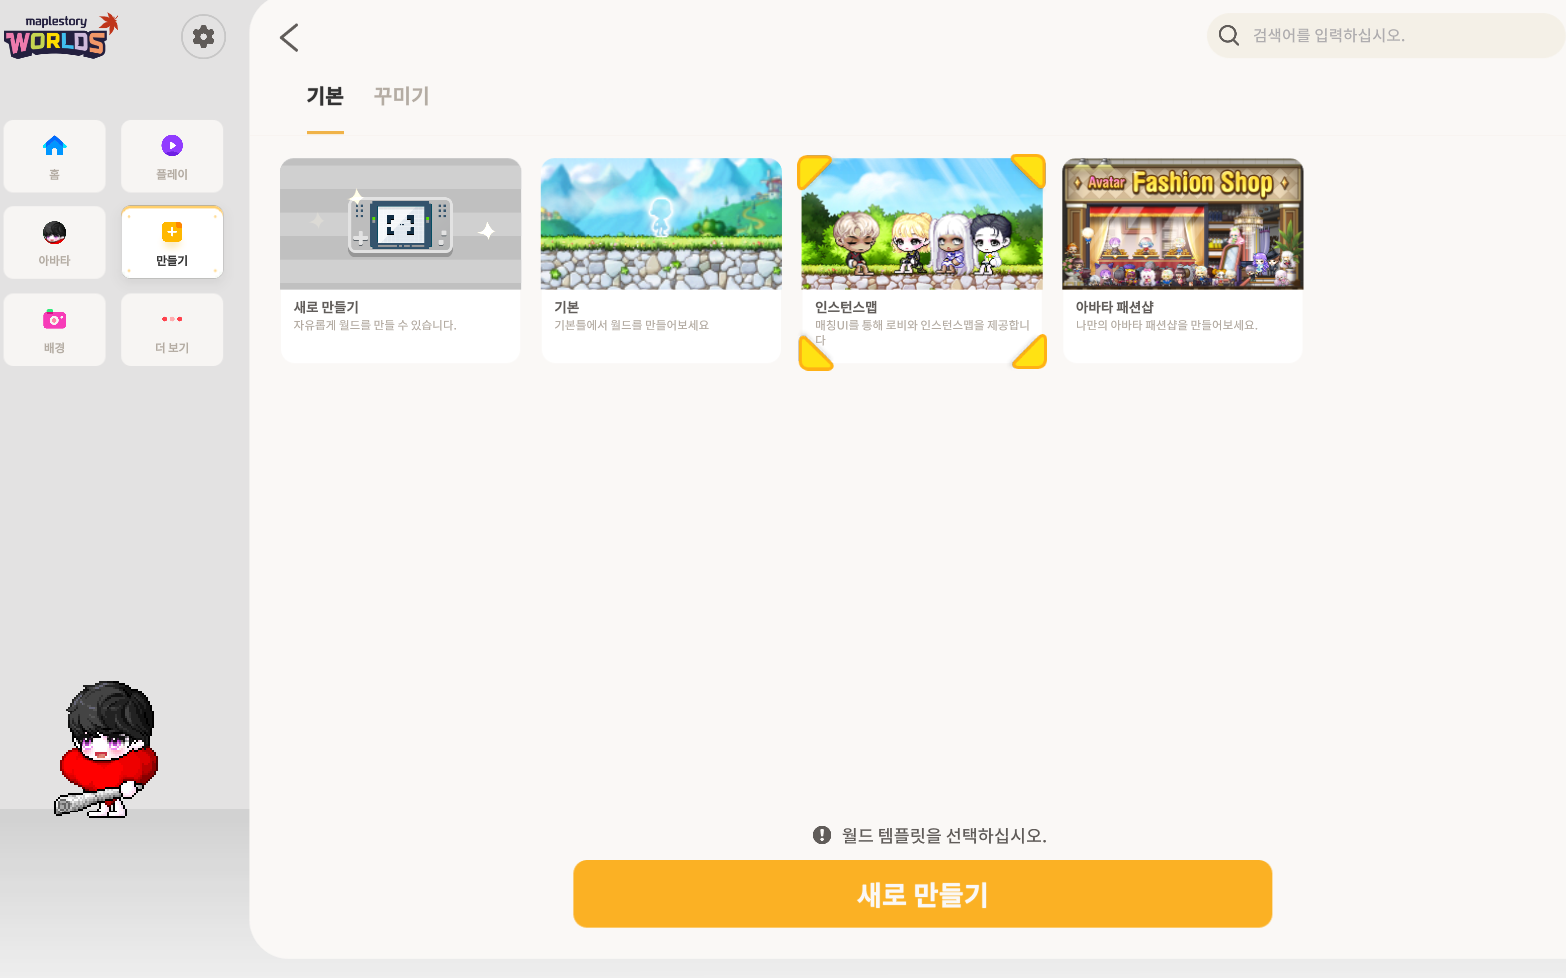 maplestory
WORLDS
검색어를 입력하십시오.
기본
꾸미기
홈
플레이
아바타
만들기
배경
더 보기
새로 만들기
자유롭게 월드를 만들 수 있습니다.
기본
기본틀에서 월드를 만들어보세요
인스턴스맵
매칭UI를 통해 로비와 인스턴스맵을 제공합니
다
Avatar Fashion Shop
아바타 패션샵
나만의 아바타 패션샵을 만들어보세요.
월드 템플릿을 선택하십시오.
새로 만들기